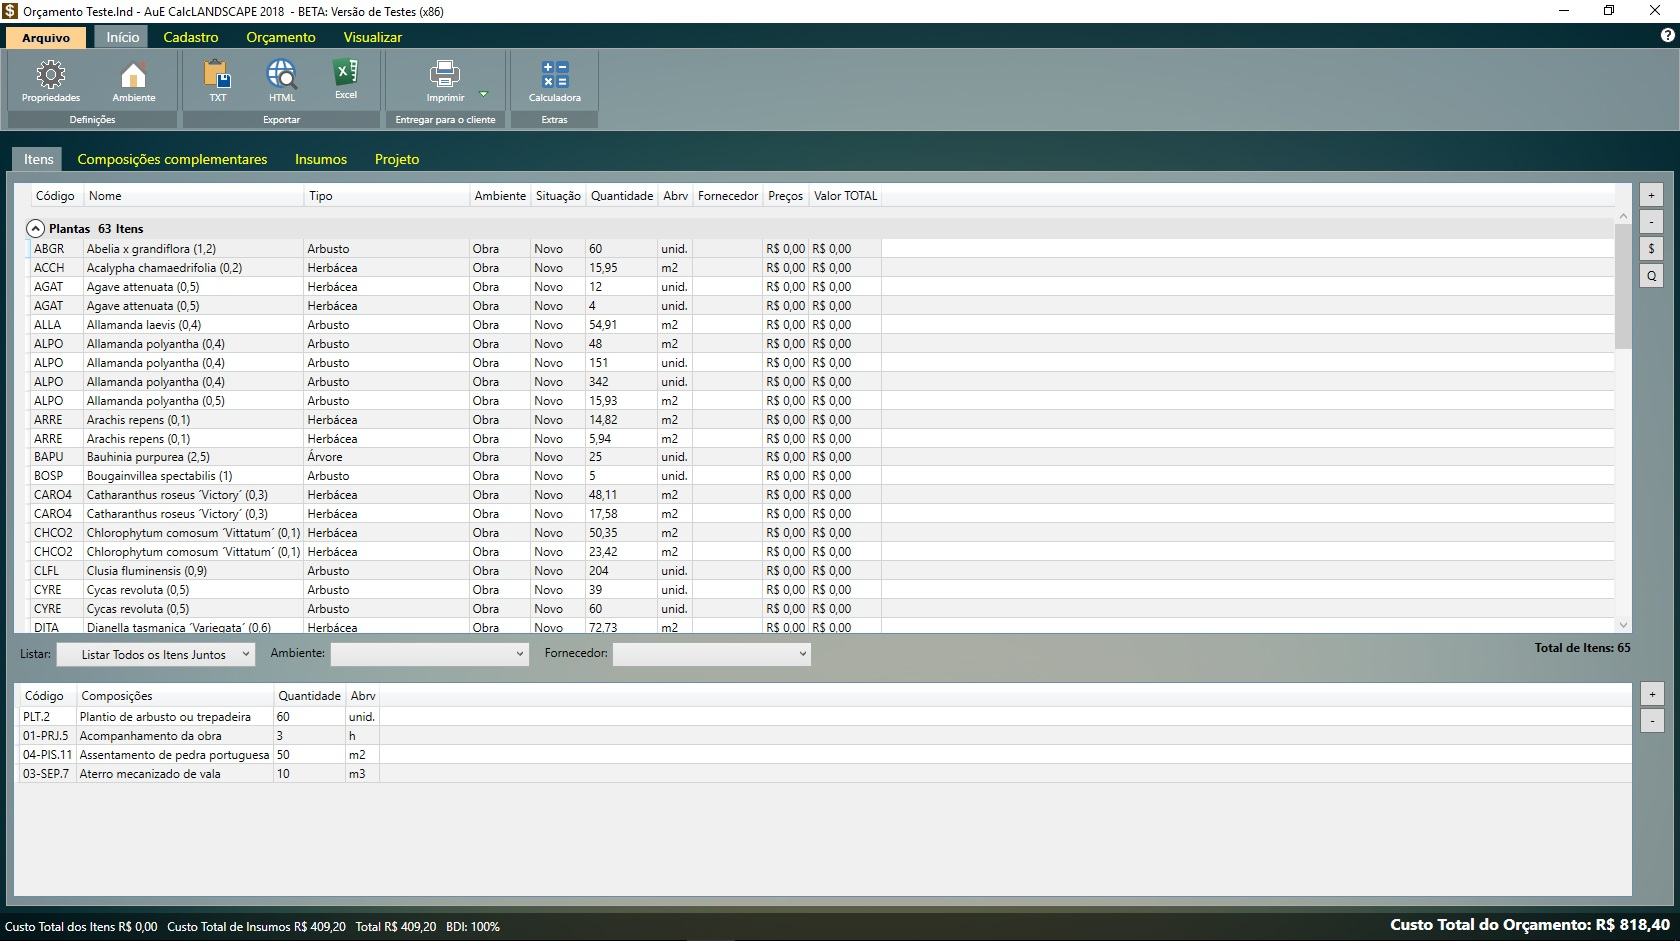 Orçamento Teste.lnd - AuE CalcLANDSCAPE 2018 - BETA: Versão de Testes (x86)
Arquivo Início Cadastro Orçamento Visualizar ?
Propriedades Ambiente TXT HTML Excel Imprimir Calculadora
Definições Exportar Entregar para o cliente Extras
Itens Composições complementares Insumos Projeto
Código Nome Tipo Ambiente Situação Quantidade Abrv Fornecedor Preços Valor TOTAL +
Plantas 63 Itens -
ABGR Abelia x grandiflora (1,2) Arbusto Obra Novo 60 unid. R$ 0,00 R$ 0,00 $
ACCH Acalypha chamaedrifolia (0,2) Herbácea Obra Novo 15,95 m2 R$ 0,00 R$ 0,00 Q
AGAT Agave attenuata (0,5) Herbácea Obra Novo 12 unid. R$ 0,00 R$ 0,00
AGAT Agave attenuata (0,5) Herbácea Obra Novo 4 unid. R$ 0,00 R$ 0,00
ALLA Allamanda laevis (0,4) Arbusto Obra Novo 54,91 m2 R$ 0,00 R$ 0,00
ALPO Allamanda polyantha (0,4) Arbusto Obra Novo 48 m2 R$ 0,00 R$ 0,00
ALPO Allamanda polyantha (0,4) Arbusto Obra Novo 151 unid. R$ 0,00 R$ 0,00
ALPO Allamanda polyantha (0,4) Arbusto Obra Novo 342 unid. R$ 0,00 R$ 0,00
ALPO Allamanda polyantha (0,5) Arbusto Obra Novo 15,93 m2 R$ 0,00 R$ 0,00
ARRE Arachis repens (0,1) Herbácea Obra Novo 14,82 m2 R$ 0,00 R$ 0,00
ARRE Arachis repens (0,1) Herbácea Obra Novo 5,94 m2 R$ 0,00 R$ 0,00
BAPU Bauhinia purpurea (2,5) Árvore Obra Novo 25 unid. R$ 0,00 R$ 0,00
BOSP Bougainvillea spectabilis (1) Arbusto Obra Novo 5 unid. R$ 0,00 R$ 0,00
CARO4 Catharanthus roseus ´Victory´ (0,3) Herbácea Obra Novo 48,11 m2 R$ 0,00 R$ 0,00
CARO4 Catharanthus roseus ´Victory´ (0,3) Herbácea Obra Novo 17,58 m2 R$ 0,00 R$ 0,00
CHCO2 Chlorophytum comosum ´Vittatum´ (0,1) Herbácea Obra Novo 50,35 m2 R$ 0,00 R$ 0,00
CHCO2 Chlorophytum comosum ´Vittatum´ (0,1) Herbácea Obra Novo 23,42 m2 R$ 0,00 R$ 0,00
CLFL Clusia fluminensis (0,9) Arbusto Obra Novo 204 unid. R$ 0,00 R$ 0,00
CYRE Cycas revoluta (0,5) Arbusto Obra Novo 39 unid. R$ 0,00 R$ 0,00
CYRE Cycas revoluta (0,5) Arbusto Obra Novo 60 unid. R$ 0,00 R$ 0,00
DITA Dianella tasmanica ´Variegata´ (0,6) Herbácea Obra Novo 72,73 m2 R$ 0,00 R$ 0,00
Listar: Listar Todos os Itens Juntos Ambiente: Fornecedor: Total de Itens: 65
Código Composições Quantidade Abrv +
PLT.2 Plantio de arbusto ou trepadeira 60 unid. -
01-PRJ.5 Acompanhamento da obra 3 h
04-PIS.11 Assentamento de pedra portuguesa 50 m2
03-SEP.7 Aterro mecanizado de vala 10 m3
Custo Total dos Itens R$ 0,00 Custo Total de Insumos R$ 409,20 Total R$ 409,20 BDI: 100% Custo Total do Orçamento: R$ 818,40